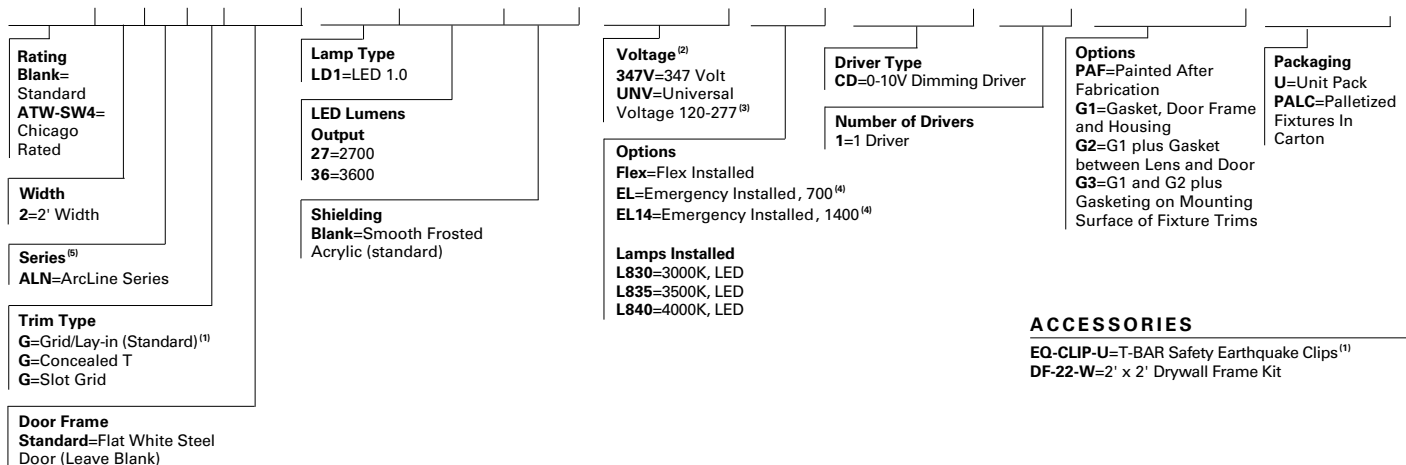 Rating
Blank=
Standard
ATW-SW4=
Chicago
Rated
Width
2=2' Width
Series(5)
ALN=ArcLine Series
Trim Type
G=Grid/Lay-in (Standard)(1)
G=Concealed T
G=Slot Grid
Door Frame
Standard=Flat White Steel
Door (Leave Blank)
Lamp Type
LD1=LED 1.0
LED Lumens
Output
27=2700
36=3600
Shielding
Blank=Smooth Frosted
Acrylic (standard)
Voltage(2)
347V=347 Volt
UNV=Universal
Voltage 120-277(3)
Options
Flex=Flex Installed
EL=Emergency Installed, 700(4)
EL14=Emergency Installed, 1400(4)
Lamps Installed
L830=3000K, LED
L835=3500K, LED
L840=4000K, LED
Driver Type
CD=0-10V Dimming Driver
Number of Drivers
1=1 Driver
Options
PAF=Painted After
Fabrication
G1=Gasket, Door Frame
and Housing
G2=G1 plus Gasket
between Lens and Door
G3=G1 and G2 plus
Gasketing on Mounting
Surface of Fixture Trims
Packaging
U=Unit Pack
PALC=Palletized
Fixtures In
Carton
ACCESSORIES
EQ-CLIP-U=T-BAR Safety Earthquake Clips(1)
DF-22-W=2' x 2' Drywall Frame Kit